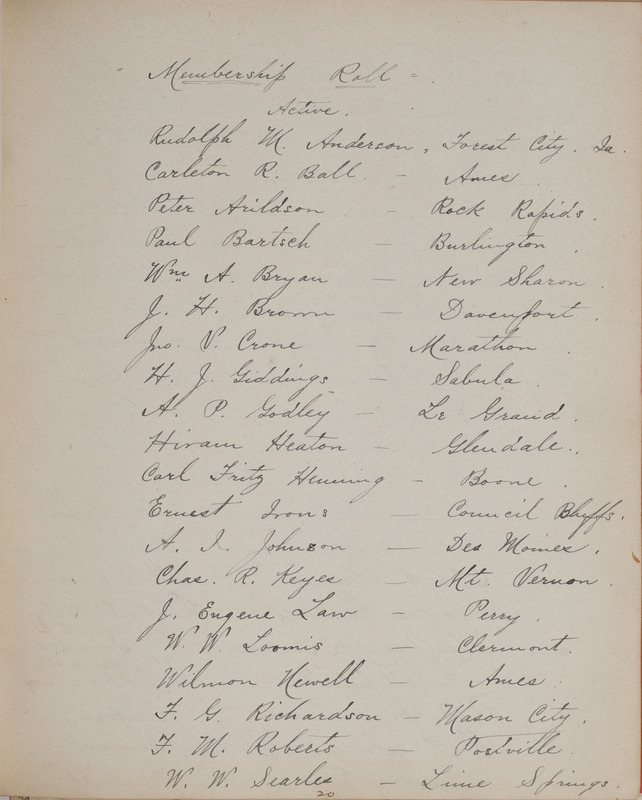 Membership Roll =.
Active.
Rudolph M. Anderson, Forest City. Ia.
Carleton R. Ball - Ames.
Peter Arildson - Rock Rapids.
Paul Bartsch - Burlington.
Wm A. Bryan - New Sharon.
J. H. Brown - Davenport.
Jno. V. Crone - Marathon.
H. J. Giddings - Sabula.
A. P. Godley - Le Grand.
Hiram Heaton - Glendale.
Carl Fritz Henning - Boone.
Ernest Irons - Council Bluffs.
A. I. Johnson - Des Moines.
Chas. R. Keyes - Mt. Vernon.
J. Eugene Law - Perry.
W. W. Loomis - Clermont.
Wilmon Newell - Ames.
F. G. Richardson - Mason City.
F. M. Roberts - Postville.
W. W. Searles - Lime Springs.
20